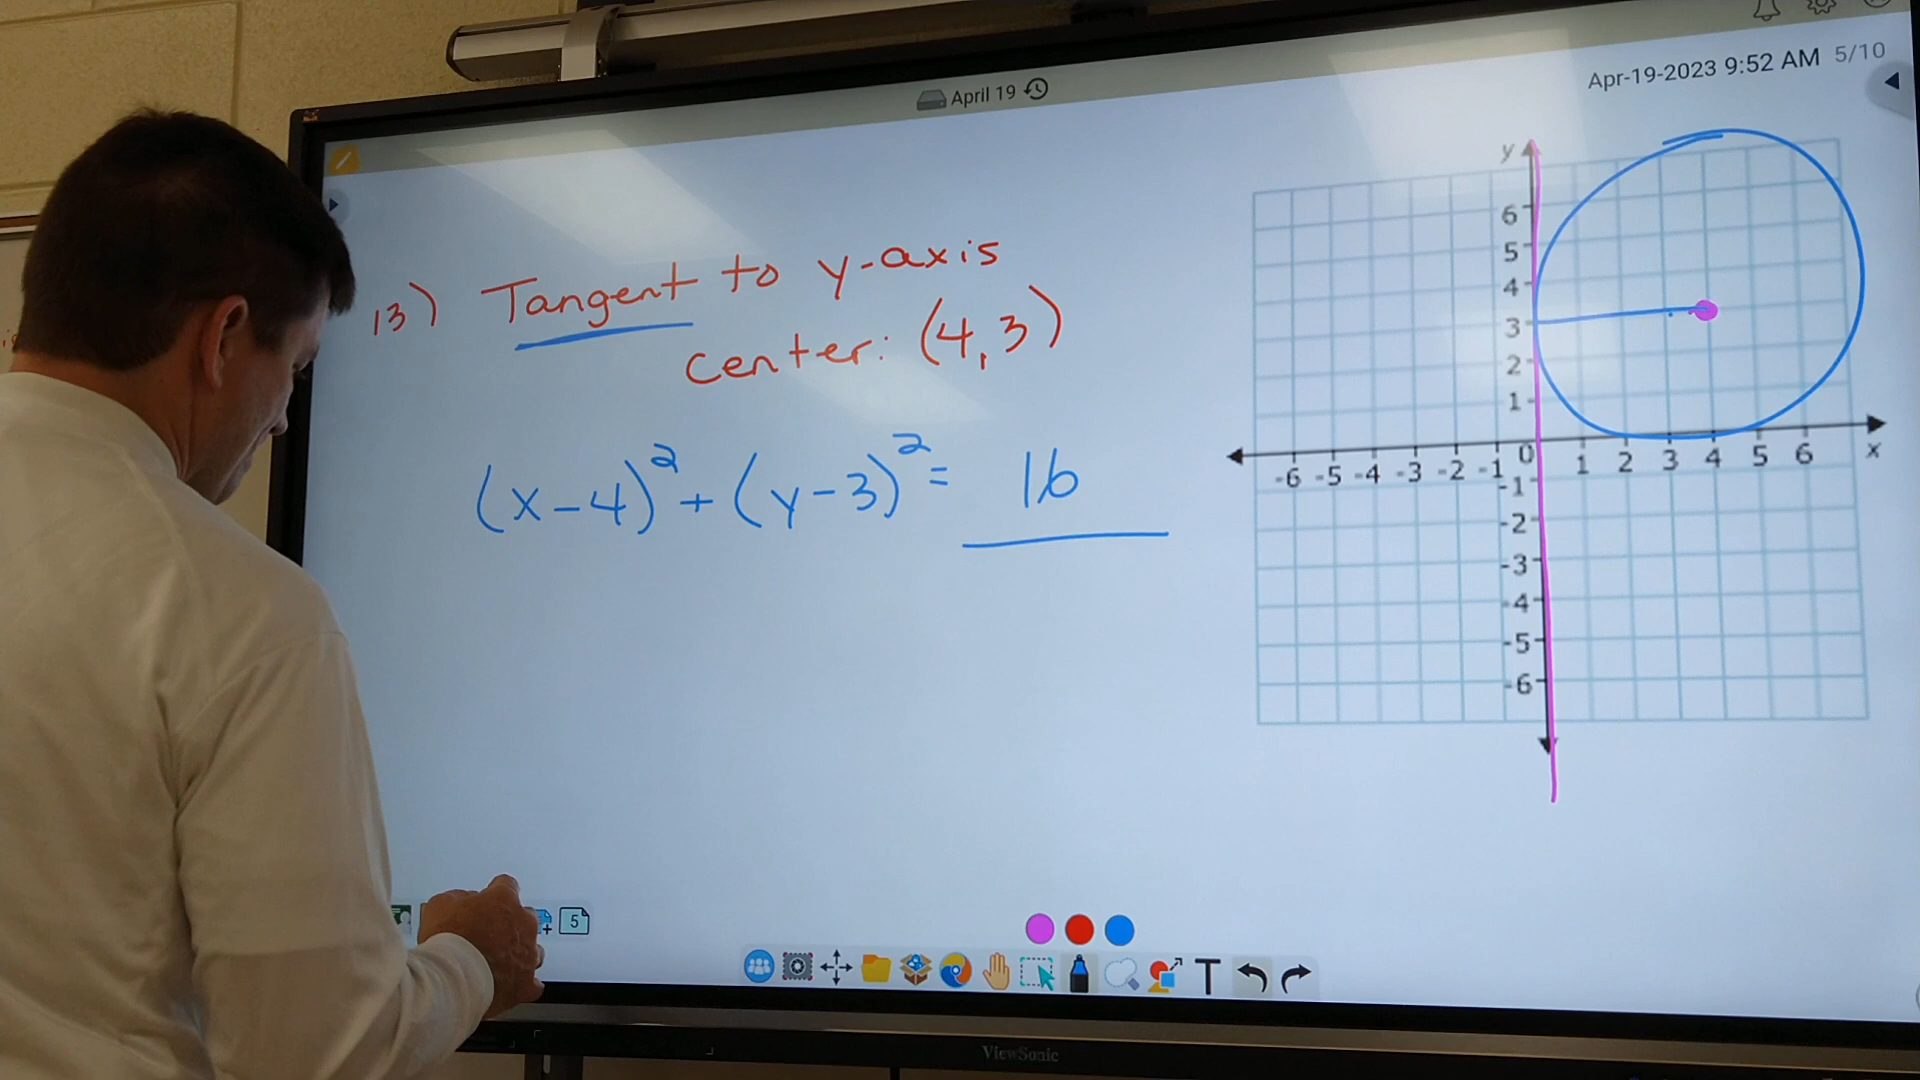 April 19
Apr-19-2023 9:52 AM 5/10
13) Tangent to y-axis
center: (4,3)
(x-4)²+(y-3)²= 16
y
6
5
4
3
2
1
-6 -5 -4 -3 -2 -1 0 1 2 3 4 5 6 x
-1
-2
-3
-4
-5
-6
5
T
ViewSonic